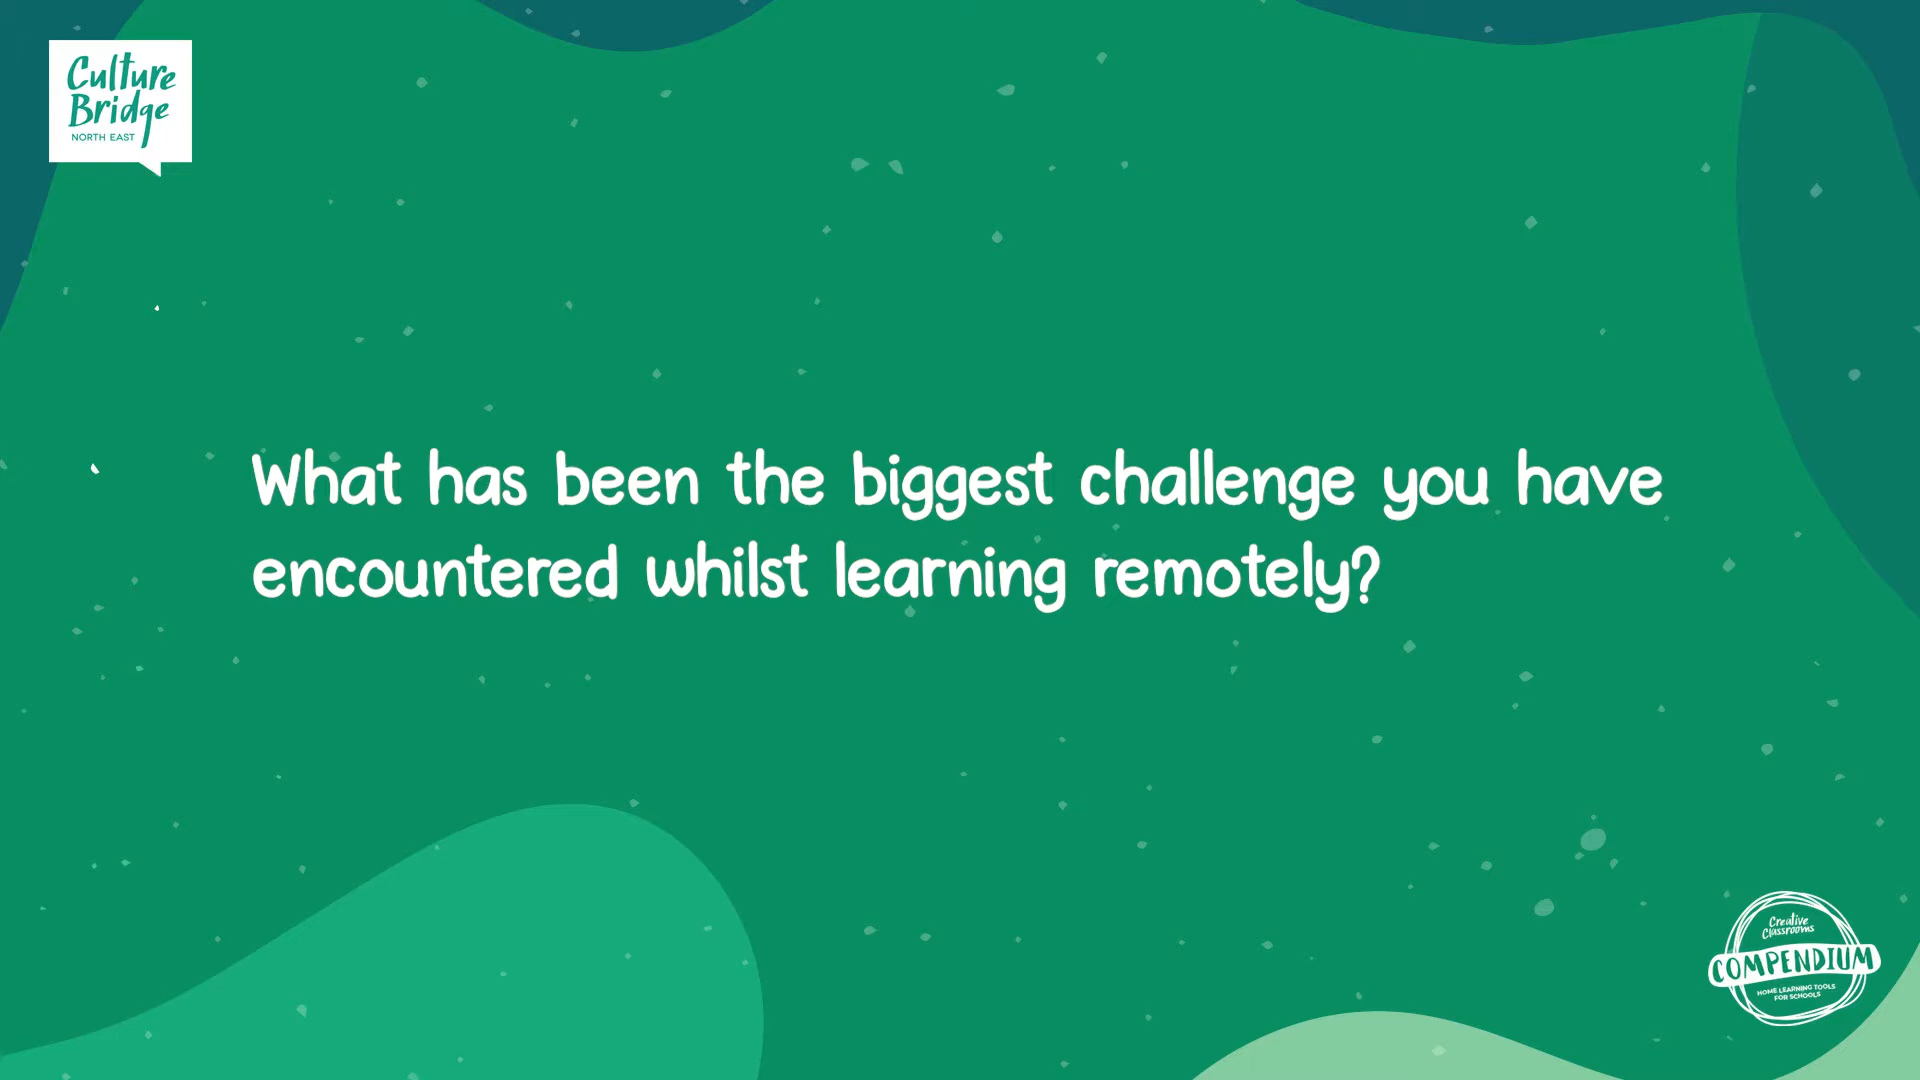 Culture
Bridge
NORTH EAST
What has been the biggest challenge you have
encountered whilst learning remotely?
Creative
Classrooms
COMPENDIUM
HOME LEARNING TOOLS
FOR SCHOOLS